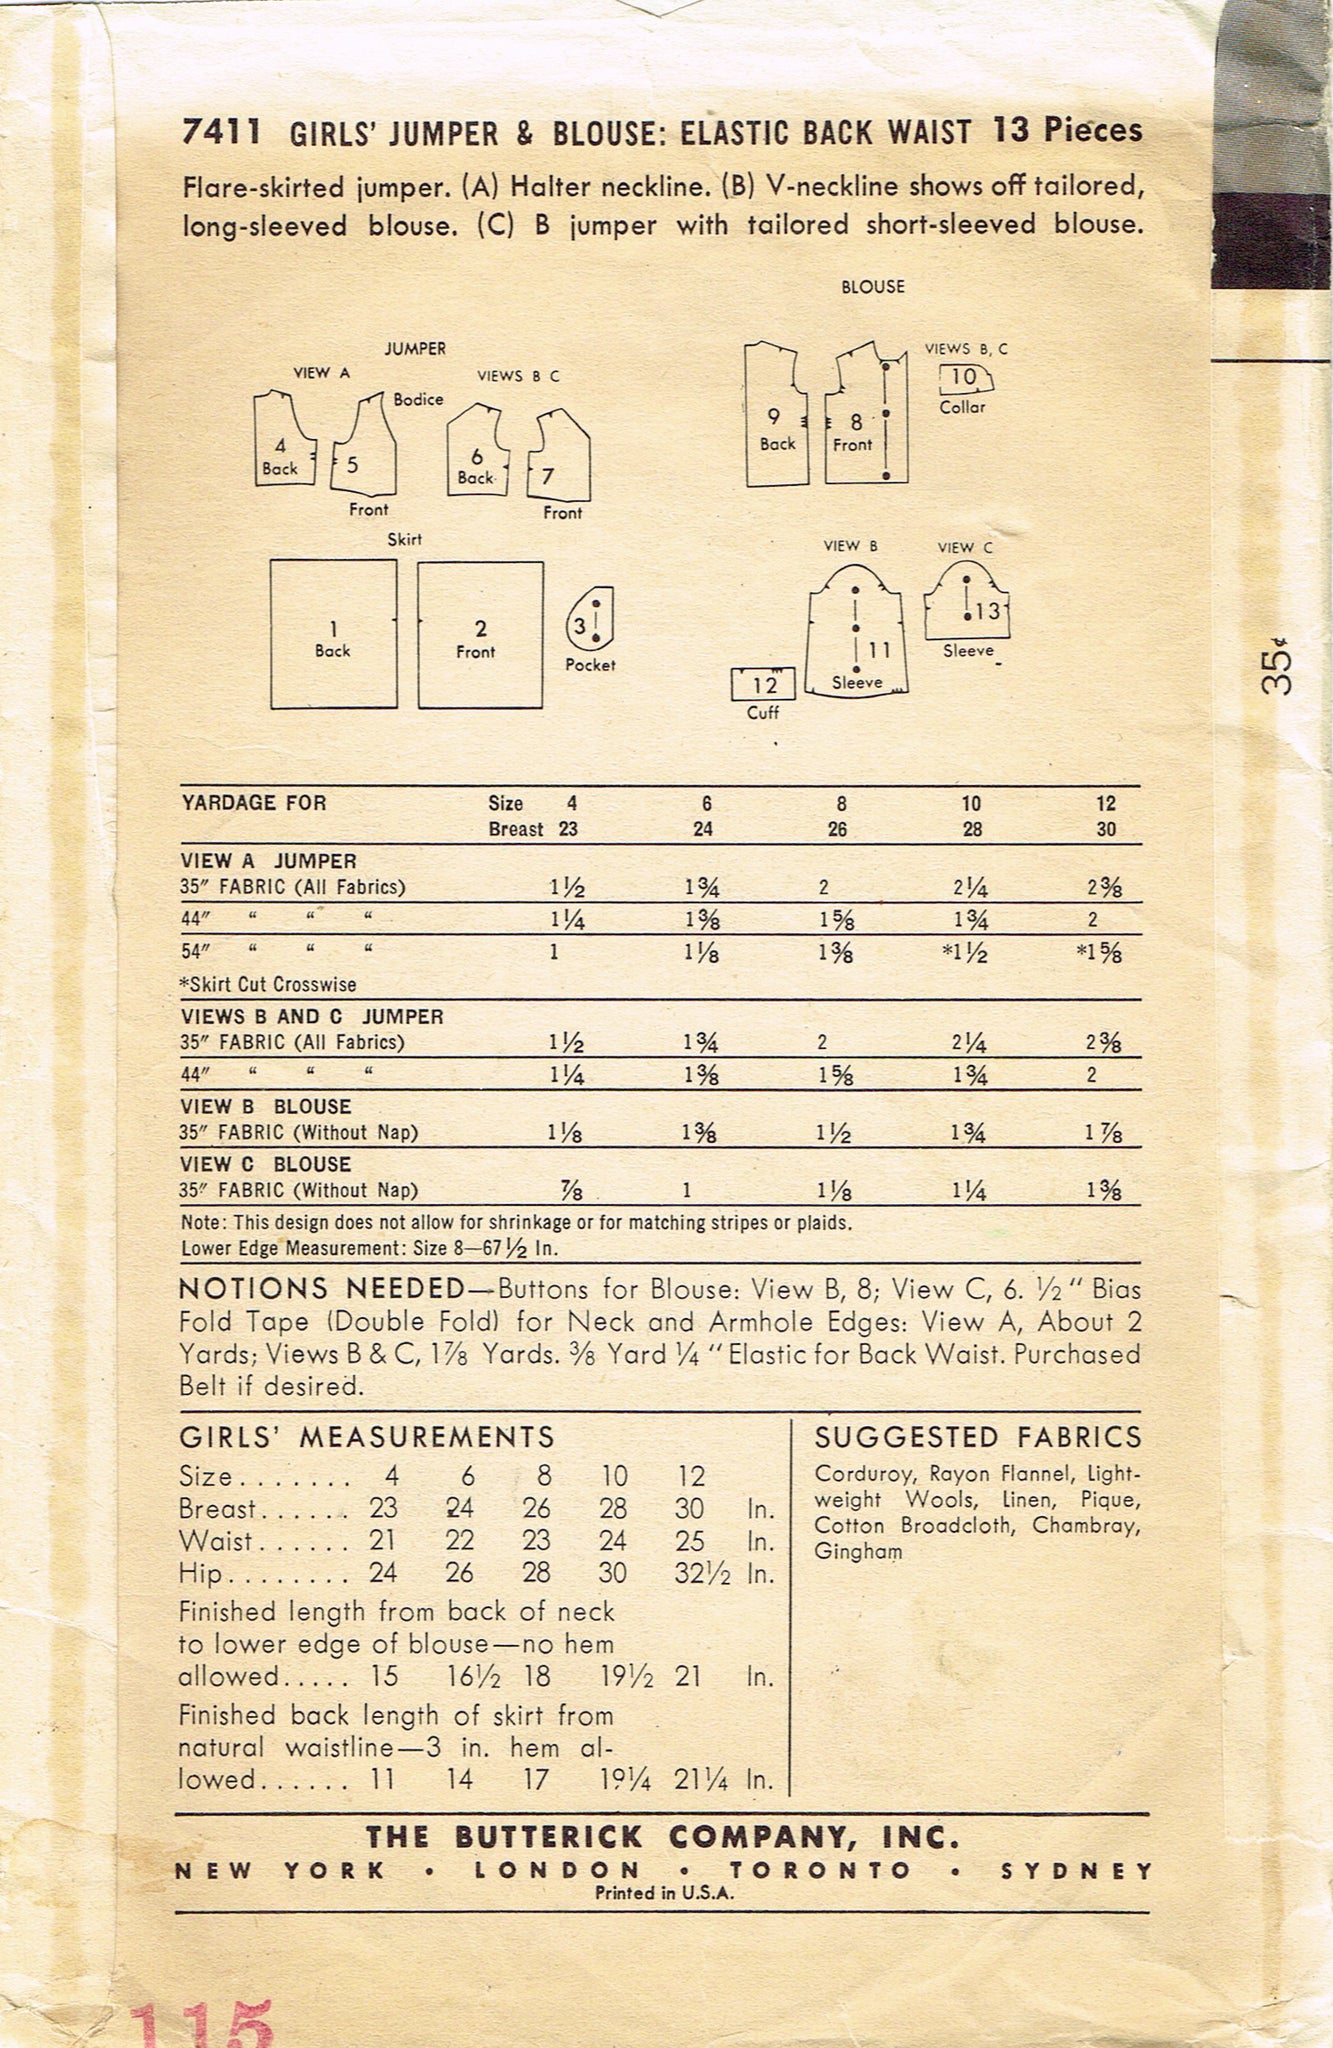 7411 GIRLS' JUMPER & BLOUSE: ELASTIC BACK WAIST 13 Pieces
Flare-skirted jumper. (A) Halter neckline. (B) V-neckline shows off tailored,
long-sleeved blouse. (C) B jumper with tailored short-sleeved blouse.
JUMPER
VIEW A
VIEWS B C
Bodice
4
Back
5
Front
6
Back
7
Front
Skirt
1
Back
2
Front
3
Pocket
BLOUSE
9
Back
8
Front
VIEWS B, C
10
Collar
VIEW B
VIEW C
12
Cuff
11
Sleeve
13
Sleeve
35¢
YARDAGE FOR Size 4 6 8 10 12
Breast 23 24 26 28 30
VIEW A JUMPER
35" FABRIC (All Fabrics) 1½ 1¾ 2 2¼ 2⅜
44" " " " 1¼ 1⅜ 1⅝ 1¾ 2
54" " " " 1 1⅛ 1⅜ *1½ *1⅝
*Skirt Cut Crosswise
VIEWS B AND C JUMPER
35" FABRIC (All Fabrics) 1½ 1¾ 2 2¼ 2⅜
44" " " " 1¼ 1⅜ 1⅝ 1¾ 2
VIEW B BLOUSE
35" FABRIC (Without Nap) 1⅛ 1⅜ 1½ 1¾ 1⅞
VIEW C BLOUSE
35" FABRIC (Without Nap) ⅞ 1 1⅛ 1¼ 1⅜
Note: This design does not allow for shrinkage or for matching stripes or plaids.
Lower Edge Measurement: Size 8—67½ In.
NOTIONS NEEDED—Buttons for Blouse: View B, 8; View C, 6. ½" Bias
Fold Tape (Double Fold) for Neck and Armhole Edges: View A, About 2
Yards; Views B & C, 1⅞ Yards. ⅜ Yard ¼" Elastic for Back Waist. Purchased
Belt if desired.
GIRLS' MEASUREMENTS
Size....... 4 6 8 10 12
Breast...... 23 24 26 28 30 In.
Waist...... 21 22 23 24 25 In.
Hip........ 24 26 28 30 32½ In.
Finished length from back of neck
to lower edge of blouse—no hem
allowed..... 15 16½ 18 19½ 21 In.
Finished back length of skirt from
natural waistline—3 in. hem al-
lowed...... 11 14 17 19¼ 21¼ In.
SUGGESTED FABRICS
Corduroy, Rayon Flannel, Light-
weight Wools, Linen, Pique,
Cotton Broadcloth, Chambray,
Gingham
THE BUTTERICK COMPANY, INC.
NEW YORK • LONDON • TORONTO • SYDNEY
Printed in U.S.A.
115